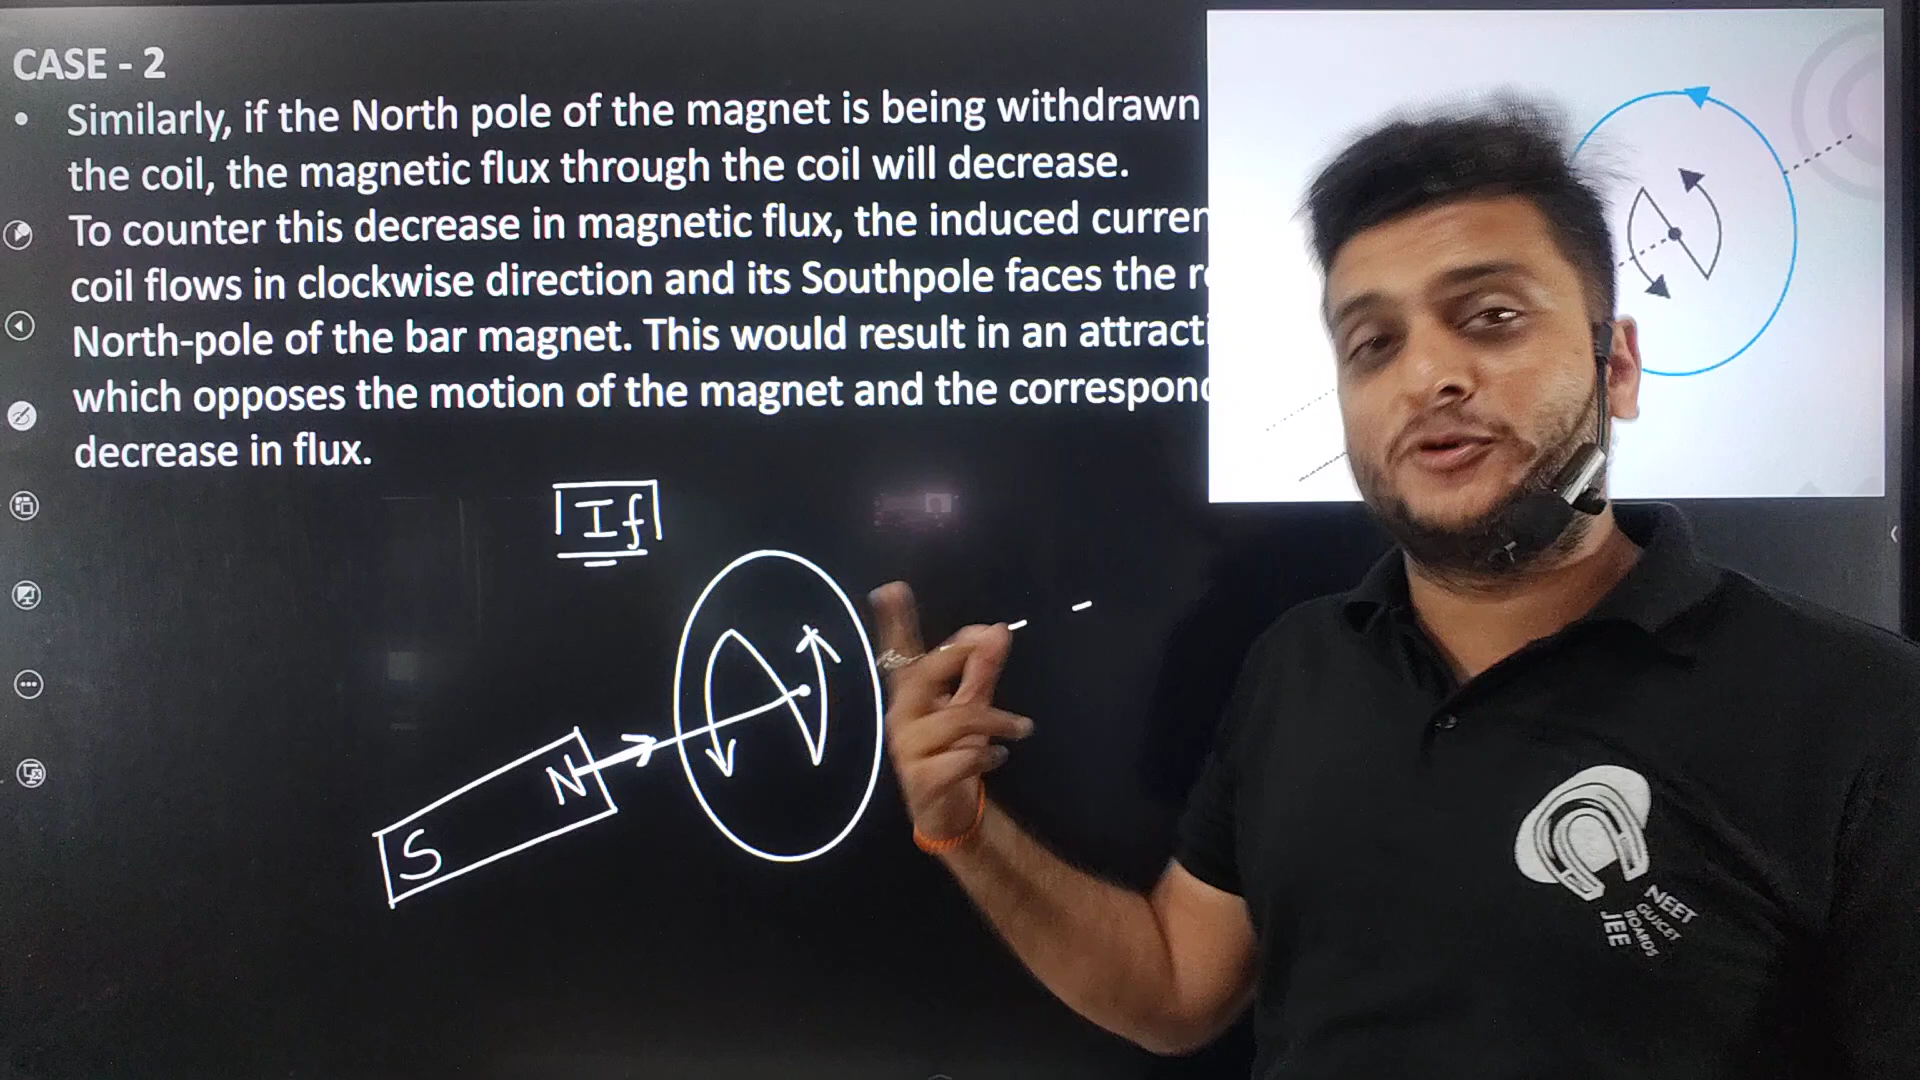 CASE - 2
• Similarly, if the North pole of the magnet is being withdrawn
the coil, the magnetic flux through the coil will decrease.
To counter this decrease in magnetic flux, the induced curren
coil flows in clockwise direction and its Southpole faces the r
North-pole of the bar magnet. This would result in an attracti
which opposes the motion of the magnet and the correspond
decrease in flux.
If
N
S
NEET
GUJCET
BOARDS
JEE